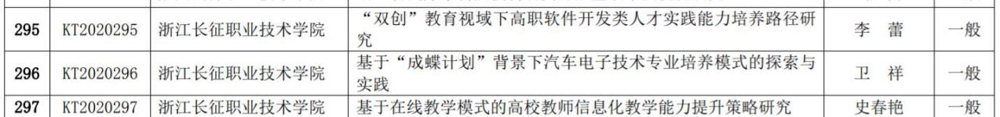 295 KT2020295 浙江长征职业技术学院 “双创”教育视域下高职软件开发类人才实践能力培养路径研
究 李 蕾 一般
296 KT2020296 浙江长征职业技术学院 基于“成蝶计划”背景下汽车电子技术专业培养模式的探索与
实践 卫 祥 一般
297 KT2020297 浙江长征职业技术学院 基于在线教学模式的高校教师信息化教学能力提升策略研究 史春艳 一般